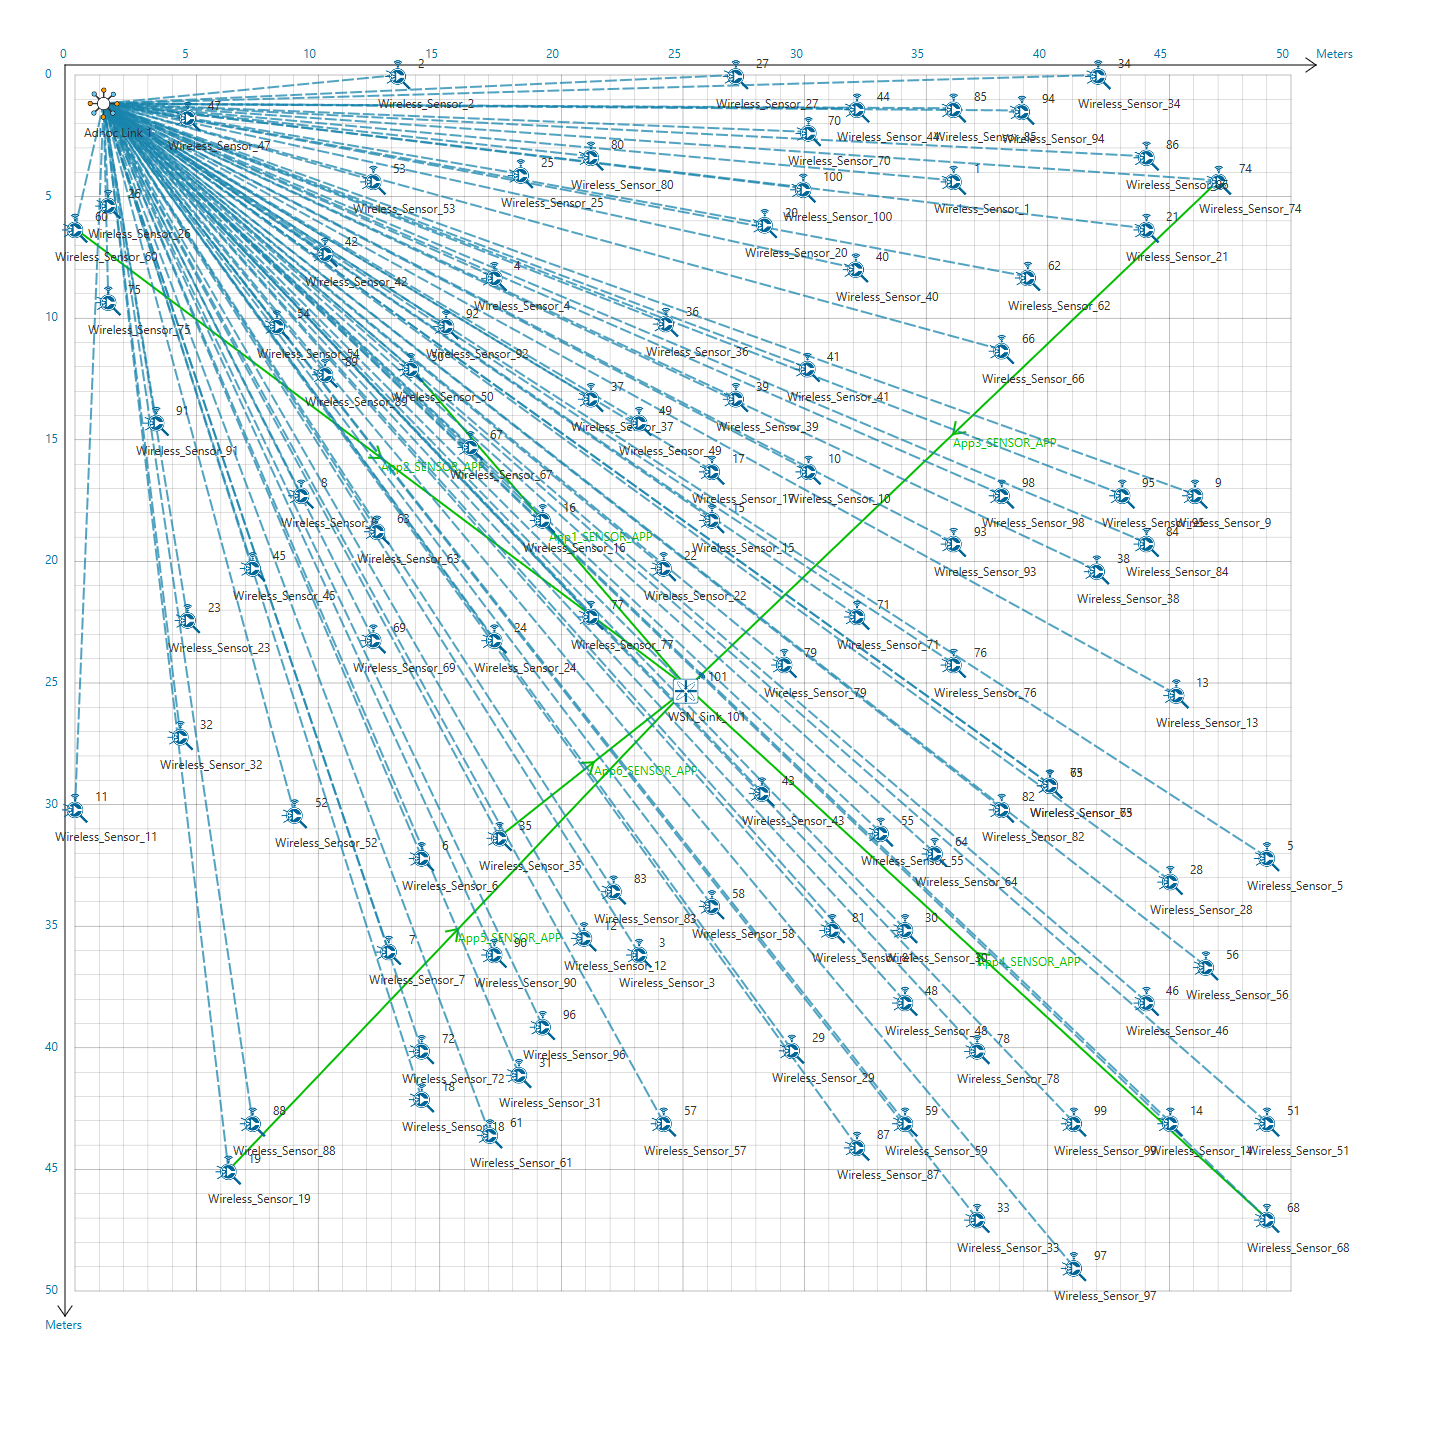 0 5 10 15 20 25 30 35 40 45 50 Meters
0
2
27
34
Wireless_Sensor_2
Wireless_Sensor_27
Wireless_Sensor_34
44
85
94
47
Adhoc Link 1
Wireless_Sensor_47
70
Wireless_Sensor_44
Wireless_Sensor_85
Wireless_Sensor_94
80
86
Wireless_Sensor_70
25
53
100
1
74
Wireless_Sensor_80
Wireless_Sensor_86
5
26
Wireless_Sensor_53
Wireless_Sensor_25
Wireless_Sensor_100
Wireless_Sensor_1
Wireless_Sensor_74
60
20
21
Wireless_Sensor_26
Wireless_Sensor_60
42
Wireless_Sensor_20
40
Wireless_Sensor_21
4
62
Wireless_Sensor_42
75
Wireless_Sensor_40
Wireless_Sensor_4
Wireless_Sensor_62
10
54
92
36
Wireless_Sensor_75
66
Wireless_Sensor_54
Wireless_Sensor_92
Wireless_Sensor_36
89
50
41
Wireless_Sensor_66
Wireless_Sensor_89
Wireless_Sensor_50
37
39
Wireless_Sensor_41
91
49
Wireless_Sensor_37
Wireless_Sensor_39
15
67
App3_SENSOR_APP
Wireless_Sensor_91
Wireless_Sensor_49
17
10
App2_SENSOR_APP
Wireless_Sensor_67
8
98
95
9
Wireless_Sensor_17
Wireless_Sensor_10
16
15
63
Wireless_Sensor_8
Wireless_Sensor_98
Wireless_Sensor_95
Wireless_Sensor_9
93
84
App1_SENSOR_APP
Wireless_Sensor_16
Wireless_Sensor_15
20
45
Wireless_Sensor_63
22
38
Wireless_Sensor_93
Wireless_Sensor_84
Wireless_Sensor_45
Wireless_Sensor_22
Wireless_Sensor_38
23
77
71
69
24
Wireless_Sensor_23
Wireless_Sensor_77
Wireless_Sensor_71
79
76
Wireless_Sensor_69
Wireless_Sensor_24
25
101
13
Wireless_Sensor_79
Wireless_Sensor_76
WSN_Sink_101
Wireless_Sensor_13
32
Wireless_Sensor_32
App6_SENSOR_APP
43
11
52
82
30
Wireless_Sensor_43
Wireless_Sensor_11
Wireless_Sensor_52
35
55
Wireless_Sensor_82
6
64
5
Wireless_Sensor_35
Wireless_Sensor_55
28
Wireless_Sensor_6
83
Wireless_Sensor_64
Wireless_Sensor_5
58
Wireless_Sensor_28
Wireless_Sensor_83
35
12
81
30
Wireless_Sensor_58
App5_SENSOR_APP
7
90
3
Wireless_Sensor_81
Wireless_Sensor_30
App4_SENSOR_APP
56
Wireless_Sensor_12
Wireless_Sensor_7
Wireless_Sensor_90
Wireless_Sensor_3
48
46
Wireless_Sensor_56
96
Wireless_Sensor_48
Wireless_Sensor_46
40
72
29
78
Wireless_Sensor_96
31
Wireless_Sensor_72
Wireless_Sensor_29
Wireless_Sensor_78
18
Wireless_Sensor_31
88
57
59
99
14
51
Wireless_Sensor_18
61
87
Wireless_Sensor_88
Wireless_Sensor_57
Wireless_Sensor_59
Wireless_Sensor_99
Wireless_Sensor_14
Wireless_Sensor_51
45
19
Wireless_Sensor_61
Wireless_Sensor_87
Wireless_Sensor_19
33
68
Wireless_Sensor_33
Wireless_Sensor_68
97
50
Wireless_Sensor_97
Meters